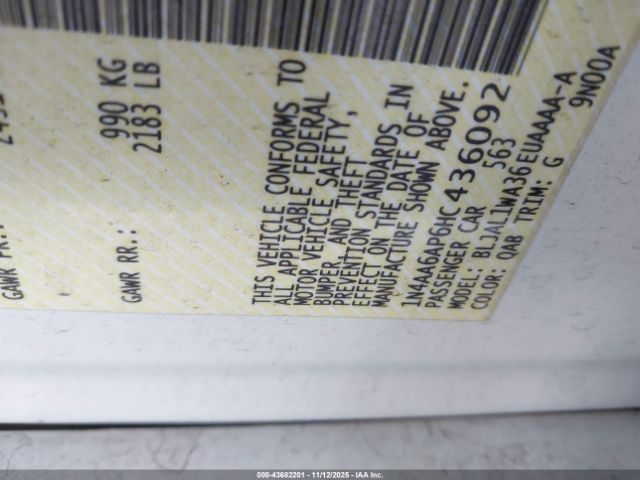 GAWR RR.: 990 KG
2183 LB
THIS VEHICLE CONFORMS TO
ALL APPLICABLE FEDERAL
MOTOR VEHICLE SAFETY,
BUMPER, AND THEFT
PREVENTION STANDARDS IN
EFFECT ON THE DATE OF
MANUFACTURE SHOWN ABOVE.
1N4AA6AP6HC436092
PASSENGER CAR 563
MODEL: BLJALLWA36EUAAAA-A
COLOR: QAB TRIM: G 9N00A
000-43682201 - 11/12/2025 - IAA Inc.